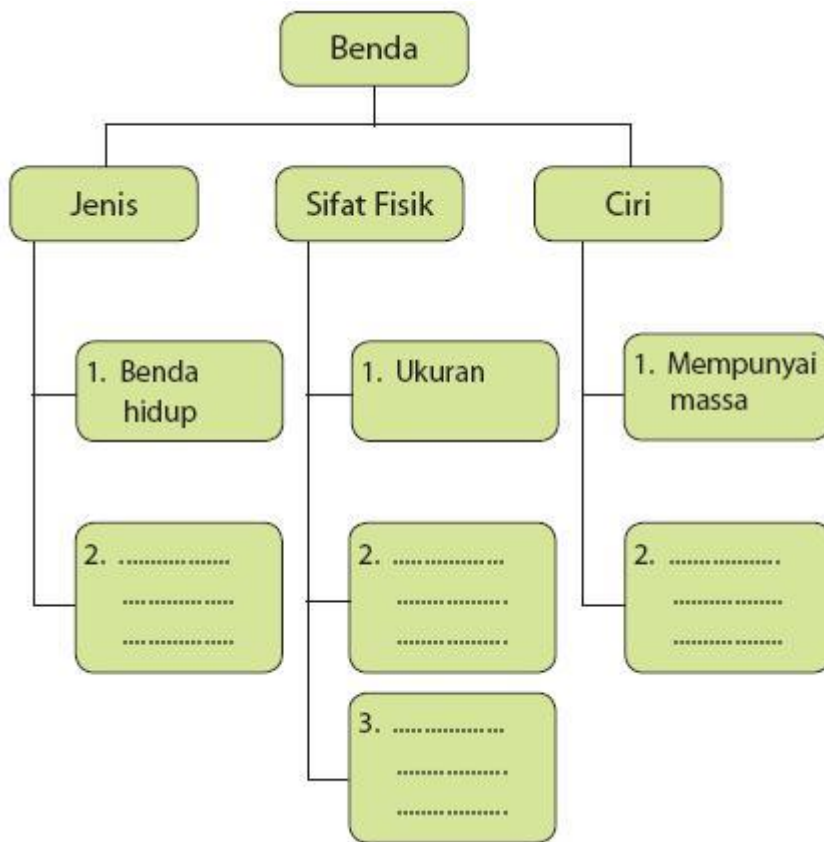 Benda
Jenis
Sifat Fisik
Ciri
1. Benda
hidup
1. Ukuran
1. Mempunyai
massa
2. ................
................
................
2. ................
................
................
2. ................
................
................
3. ................
................
................